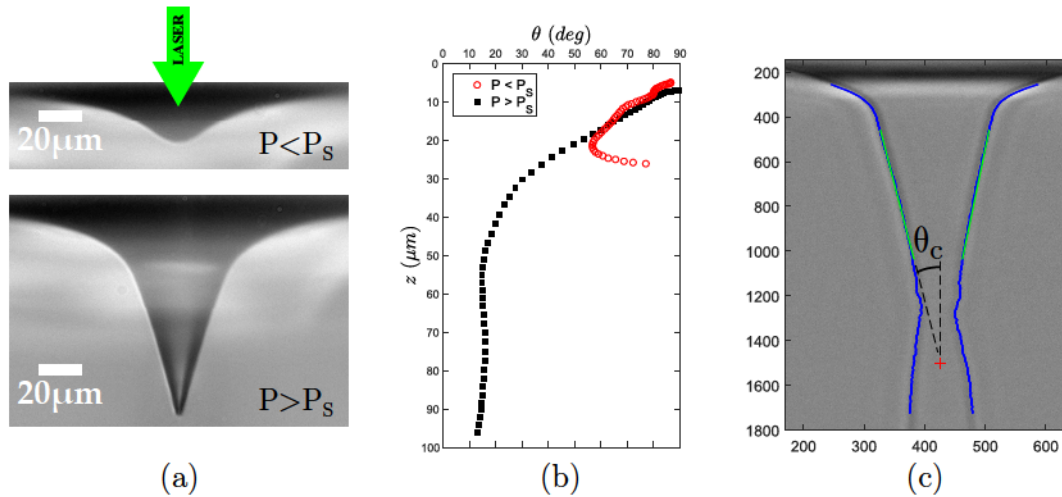 LASER
20μm
P<P_S
20μm
P>P_S
(a)
θ (deg)
0 10 20 30 40 50 60 70 80 90
P < P_S
P > P_S
0
10
20
30
40
50
60
70
80
90
100
z (μm)
(b)
200
400
600
800
1000
1200
1400
1600
1800
θ_c
200 300 400 500 600
(c)